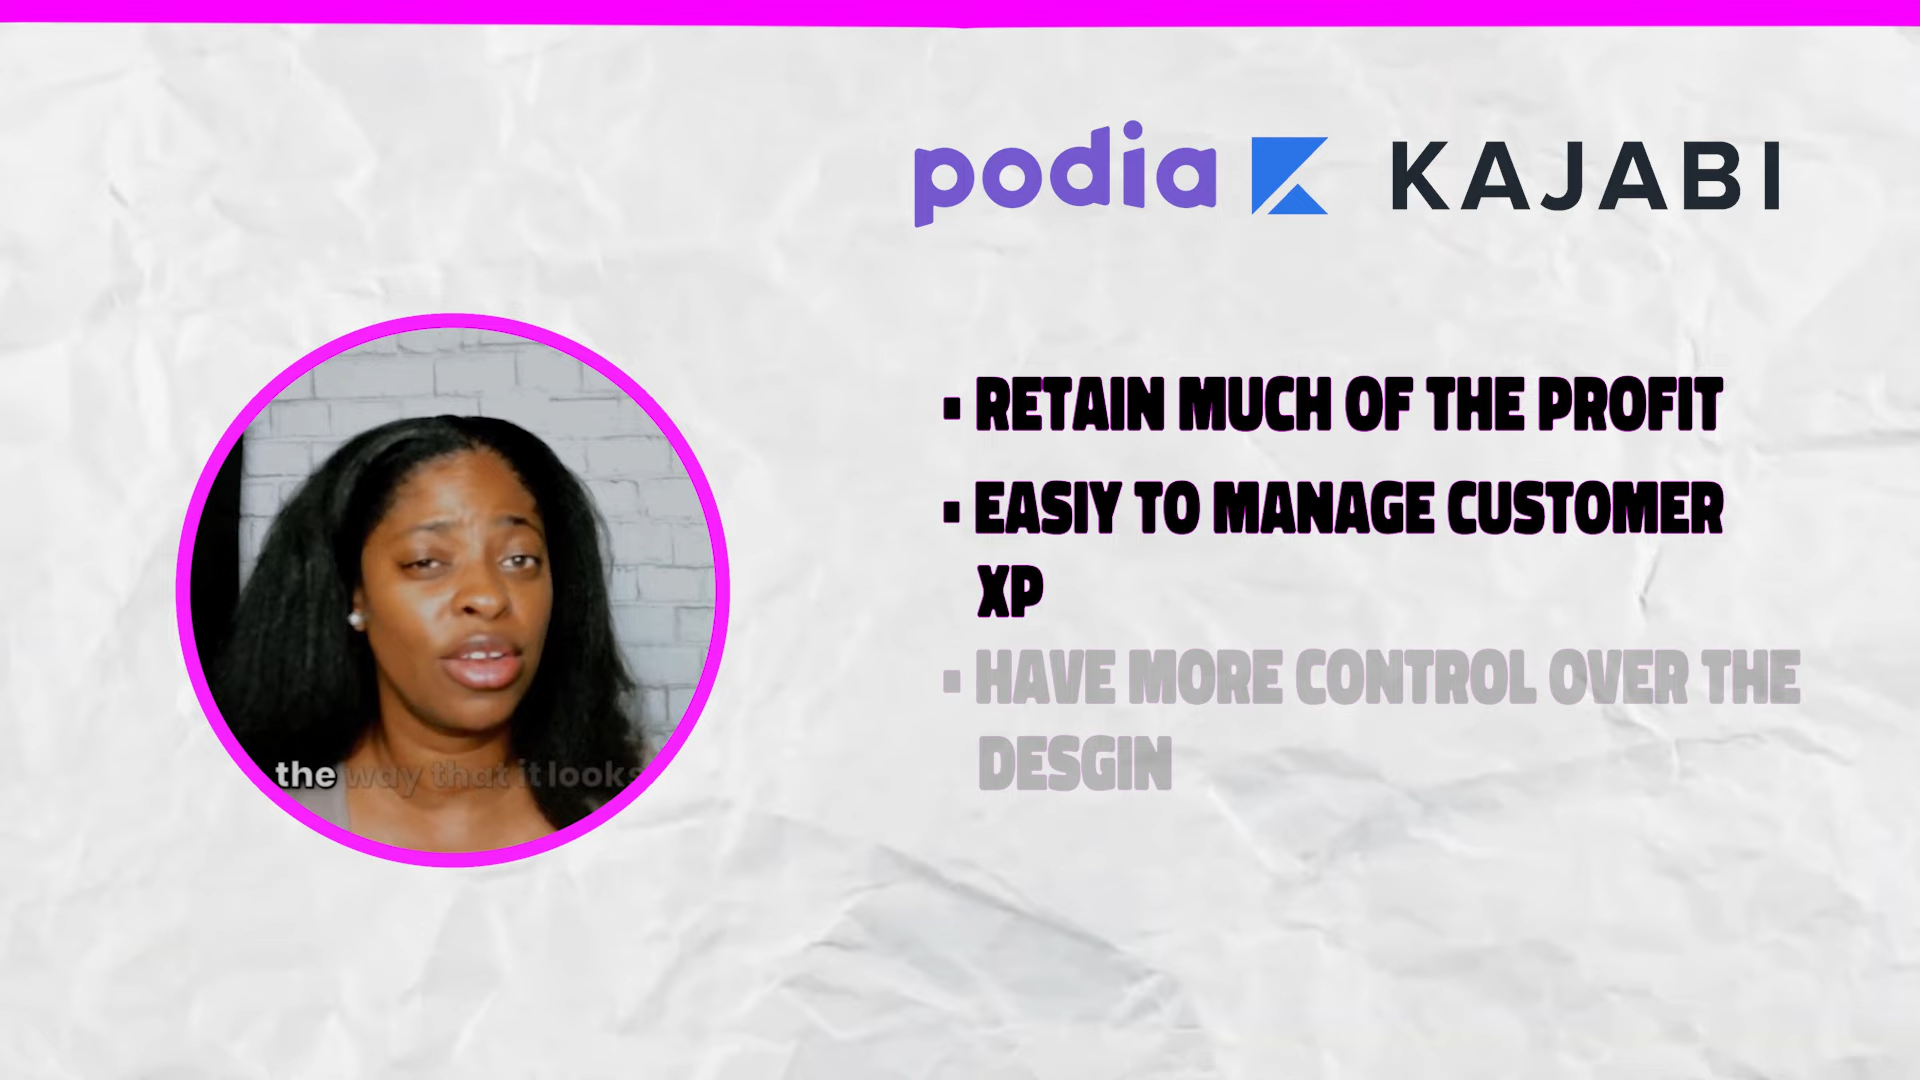 podia KAJABI
▪ RETAIN MUCH OF THE PROFIT
▪ EASIY TO MANAGE CUSTOMER
XP
▪ HAVE MORE CONTROL OVER THE
DESGIN
the way that it looks